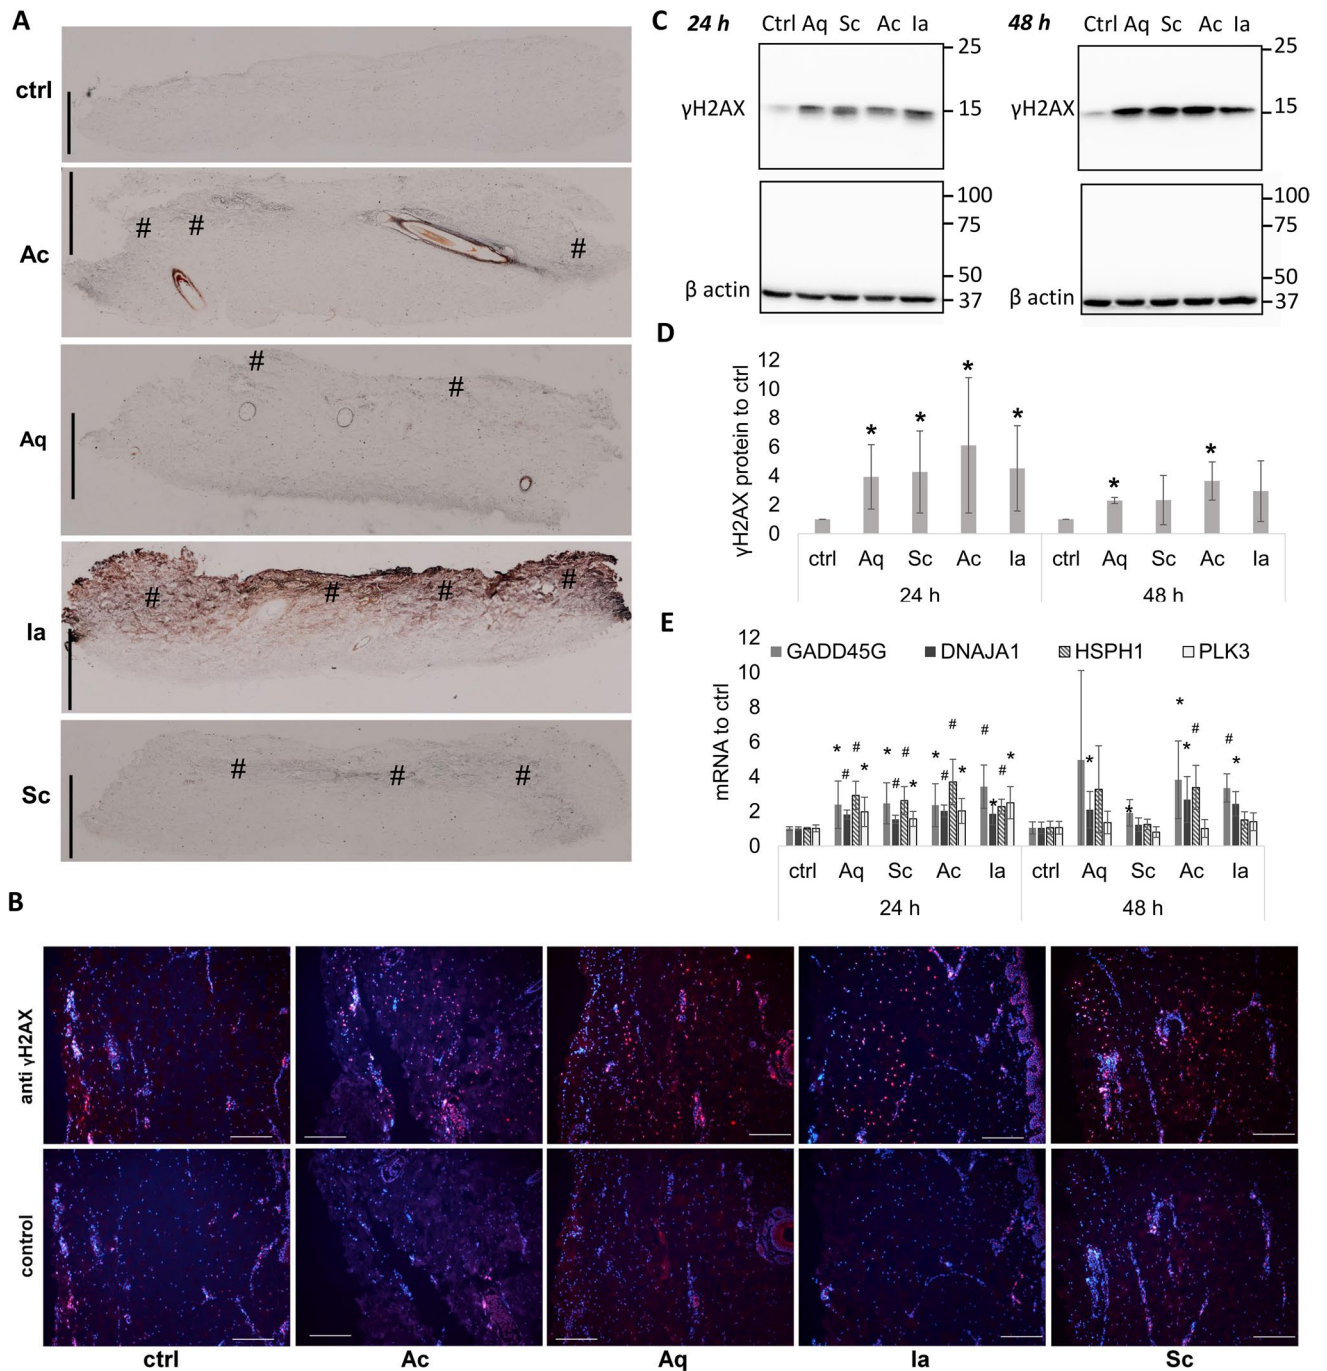 A
ctrl
Ac
# # #
Aq
# #
Ia
# # # #
Sc
# # #
C 24 h Ctrl Aq Sc Ac Ia
γH2AX
25
15
β actin
100
75
50
37
48 h Ctrl Aq Sc Ac Ia
γH2AX
25
15
β actin
100
75
50
37
D
γH2AX protein to ctrl
12
10
8
6
4
2
0
* * * * * *
ctrl Aq Sc Ac Ia ctrl Aq Sc Ac Ia
24 h 48 h
E
mRNA to ctrl
12
10
8
6
4
2
0
GADD45G DNAJA1 HSPH1 PLK3
* # # * * # # * * # # * # * # * * * * * # # *
ctrl Aq Sc Ac Ia ctrl Aq Sc Ac Ia
24 h 48 h
B
anti γH2AX
control
ctrl Ac Aq Ia Sc